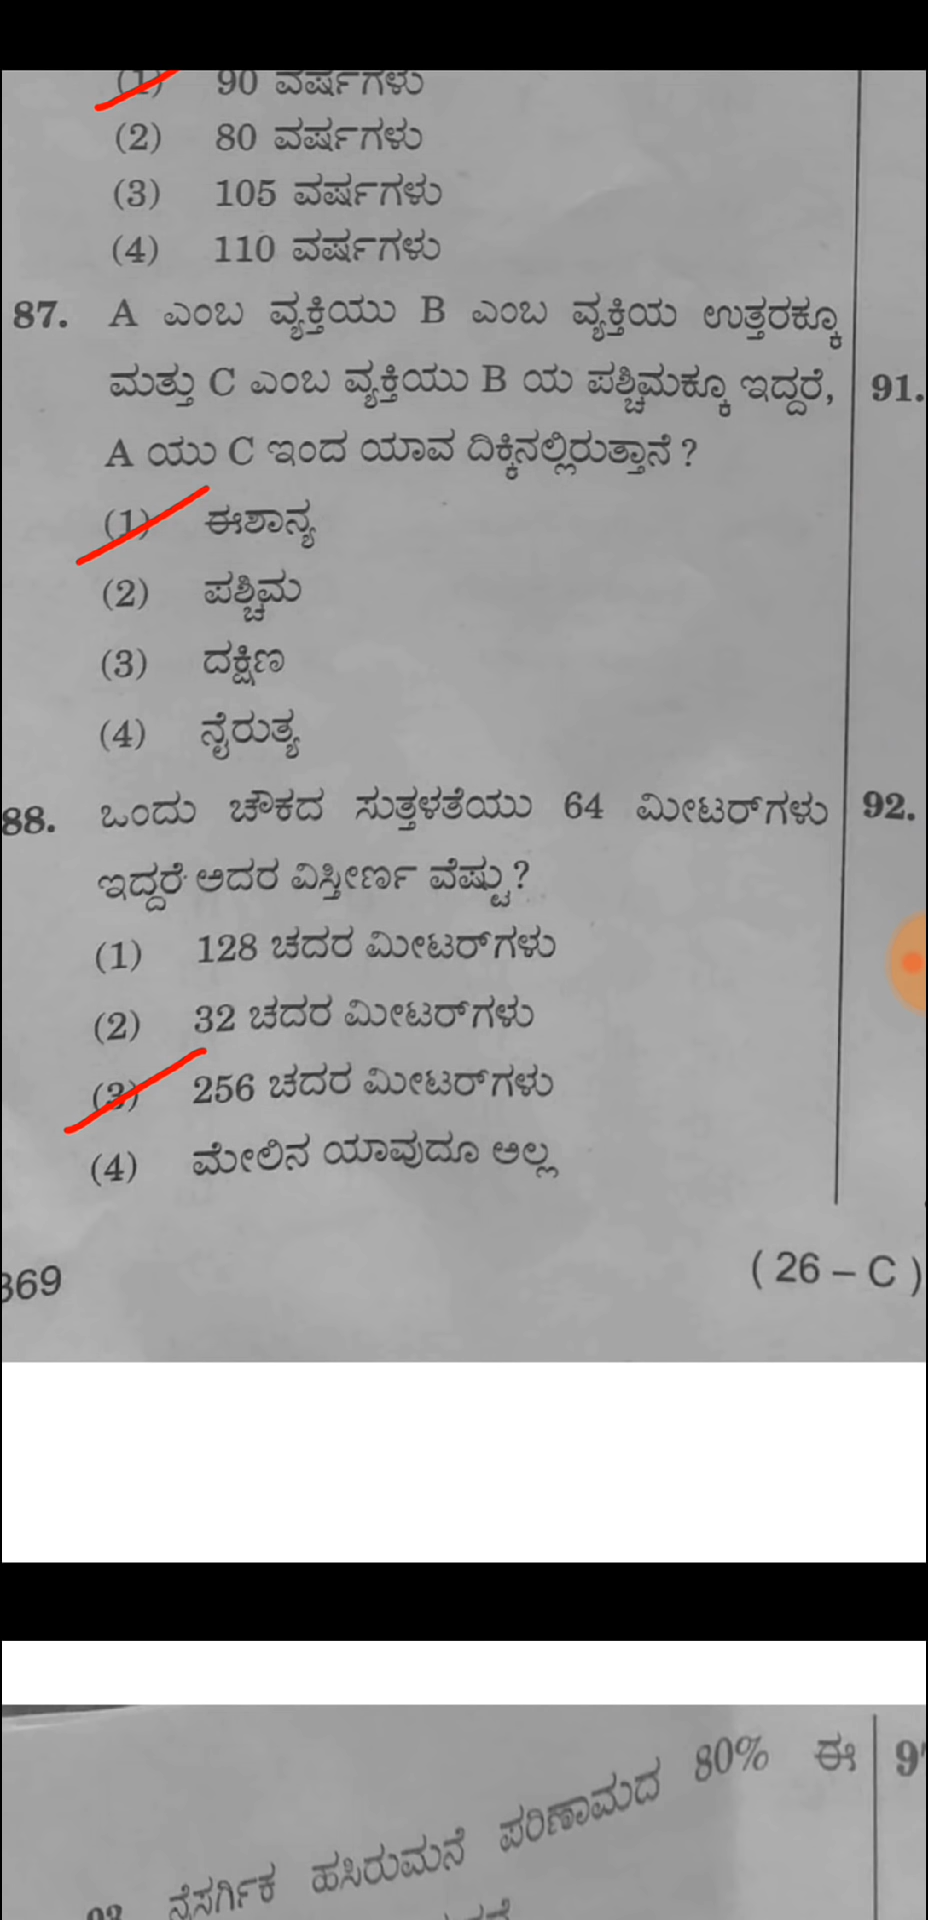 (1) 90 ವರ್ಷಗಳು
(2) 80 ವರ್ಷಗಳು
(3) 105 ವರ್ಷಗಳು
(4) 110 ವರ್ಷಗಳು
87. A ಎಂಬ ವ್ಯಕ್ತಿಯು B ಎಂಬ ವ್ಯಕ್ತಿಯ ಉತ್ತರಕ್ಕೂ
ಮತ್ತು C ಎಂಬ ವ್ಯಕ್ತಿಯು B ಯ ಪಶ್ಚಿಮಕ್ಕೂ ಇದ್ದರೆ,
A ಯು C ಇಂದ ಯಾವ ದಿಕ್ಕಿನಲ್ಲಿರುತ್ತಾನೆ ?
(1) ಈಶಾನ್ಯ
(2) ಪಶ್ಚಿಮ
(3) ದಕ್ಷಿಣ
(4) ನೈರುತ್ಯ
88. ಒಂದು ಚೌಕದ ಸುತ್ತಳತೆಯು 64 ಮೀಟರ್‌ಗಳು
ಇದ್ದರೆ ಅದರ ವಿಸ್ತೀರ್ಣ ವೆಷ್ಟು?
(1) 128 ಚದರ ಮೀಟರ್‌ಗಳು
(2) 32 ಚದರ ಮೀಟರ್‌ಗಳು
(3) 256 ಚದರ ಮೀಟರ್‌ಗಳು
(4) ಮೇಲಿನ ಯಾವುದೂ ಅಲ್ಲ
91.
92.
369
( 26 – C )
ನೈಸರ್ಗಿಕ ಹಸಿರುಮನೆ ಪರಿಣಾಮದ 80% ಈ